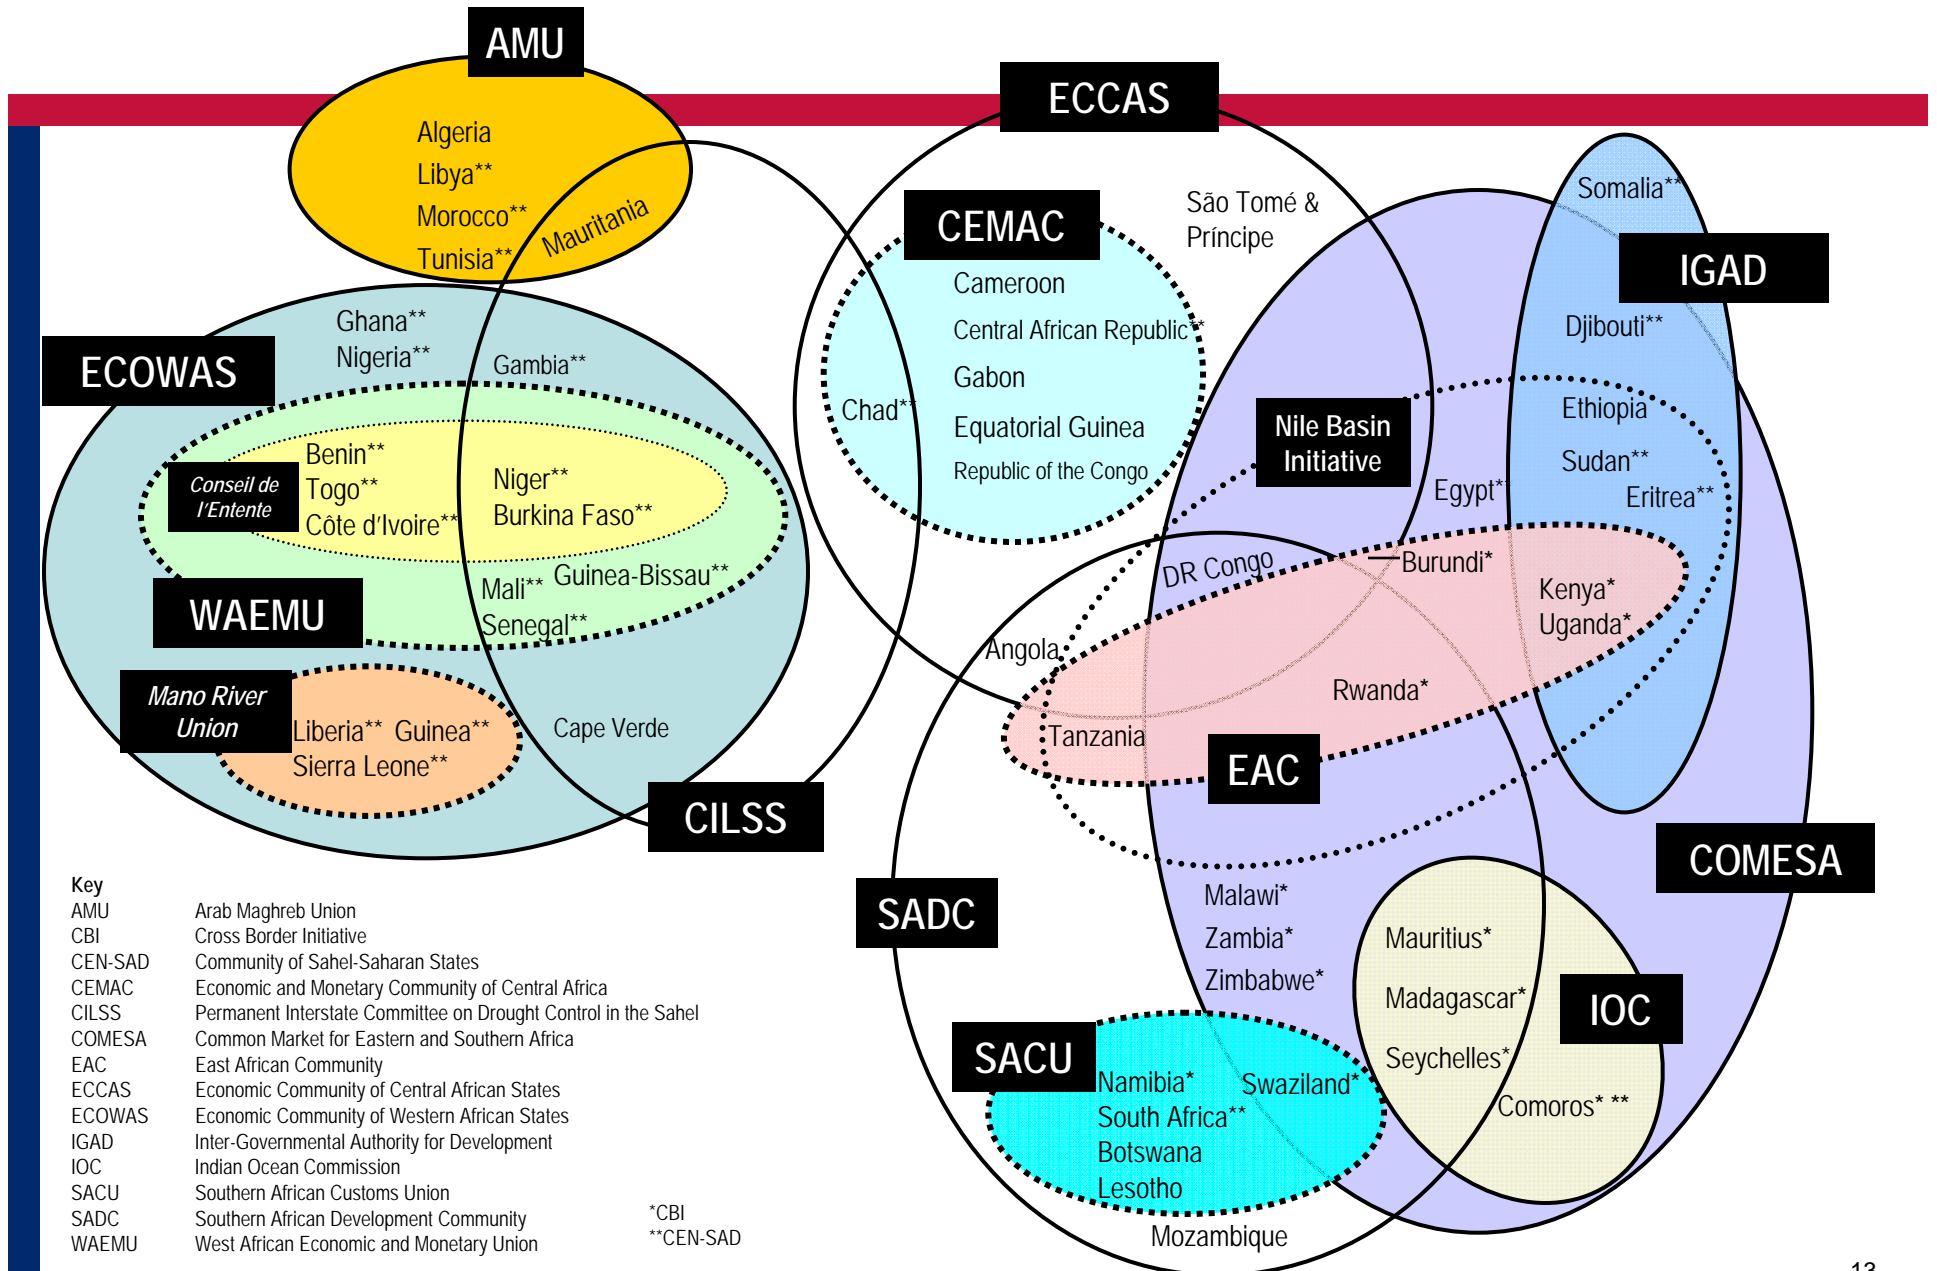 AMU
Algeria
Libya**
Morocco**
Tunisia**
Mauritania
ECCAS
São Tomé &
Príncipe
CEMAC
Cameroon
Central African Republic**
Gabon
Equatorial Guinea
Republic of the Congo
Chad**
IGAD
Somalia**
Djibouti**
Ethiopia
Sudan**
Eritrea**
Nile Basin
Initiative
Egypt**
ECOWAS
Ghana**
Nigeria**
Gambia**
Conseil de
l'Entente
Benin**
Togo**
Côte d'Ivoire**
Niger**
Burkina Faso**
WAEMU
Mali**
Guinea-Bissau**
Senegal**
Mano River
Union
Liberia** Guinea**
Sierra Leone**
Cape Verde
CILSS
DR Congo
Burundi*
Kenya*
Uganda*
Angola
Rwanda*
Tanzania
EAC
COMESA
SADC
Malawi*
Zambia*
Zimbabwe*
Mauritius*
Madagascar*
Seychelles*
Comoros* **
IOC
SACU
Namibia*
Swaziland*
South Africa**
Botswana
Lesotho
Mozambique
Key
AMU Arab Maghreb Union
CBI Cross Border Initiative
CEN-SAD Community of Sahel-Saharan States
CEMAC Economic and Monetary Community of Central Africa
CILSS Permanent Interstate Committee on Drought Control in the Sahel
COMESA Common Market for Eastern and Southern Africa
EAC East African Community
ECCAS Economic Community of Central African States
ECOWAS Economic Community of Western African States
IGAD Inter-Governmental Authority for Development
IOC Indian Ocean Commission
SACU Southern African Customs Union
SADC Southern African Development Community
WAEMU West African Economic and Monetary Union
*CBI
**CEN-SAD
13